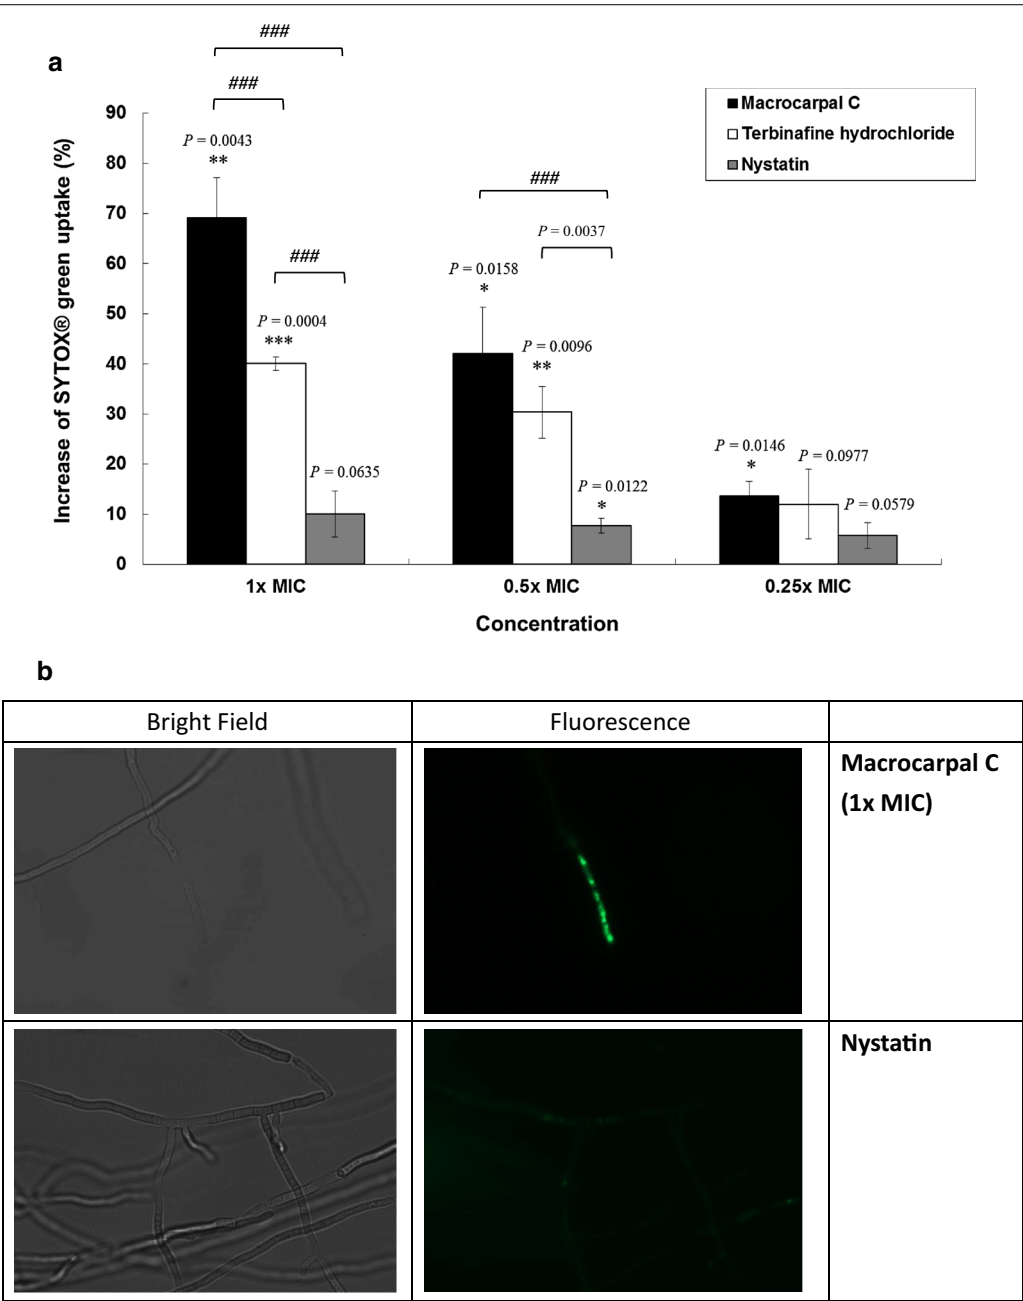 a
###
###
P = 0.0043
**
###
P = 0.0004
***
P = 0.0635
###
P = 0.0037
P = 0.0158
*
P = 0.0096
**
P = 0.0122
*
P = 0.0146
*
P = 0.0977
P = 0.0579
Macrocarpal C
Terbinafine hydrochloride
Nystatin
Increase of SYTOX® green uptake (%)
90
80
70
60
50
40
30
20
10
0
1x MIC
0.5x MIC
0.25x MIC
Concentration
b
Bright Field
Fluorescence
Macrocarpal C
(1x MIC)
Nystatin